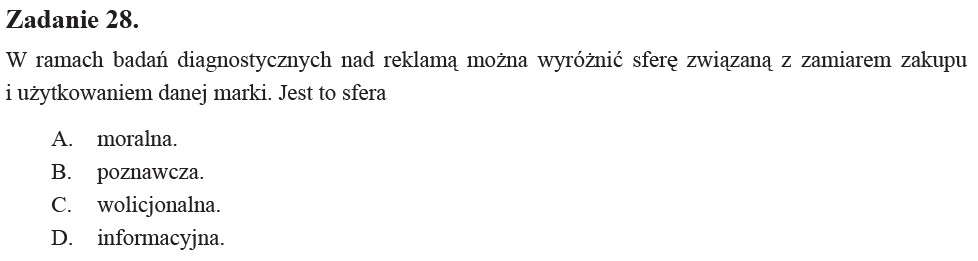 Zadanie 28.
W ramach badań diagnostycznych nad reklamą można wyróżnić sferę związaną z zamiarem zakupu
i użytkowaniem danej marki. Jest to sfera
A. moralna.
B. poznawcza.
C. wolicjonalna.
D. informacyjna.